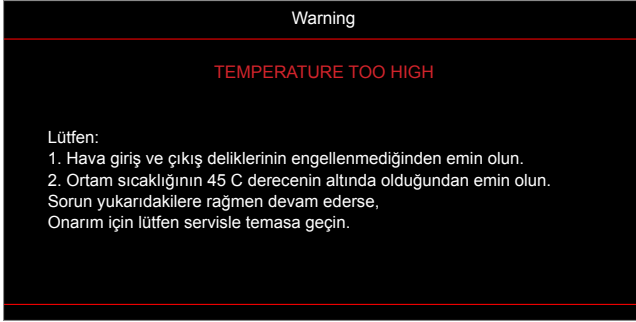 Warning
TEMPERATURE TOO HIGH
Lütfen:
1. Hava giriş ve çıkış deliklerinin engellenmediğinden emin olun.
2. Ortam sıcaklığının 45 C derecenin altında olduğundan emin olun.
Sorun yukarıdakilere rağmen devam ederse,
Onarım için lütfen servisle temasa geçin.